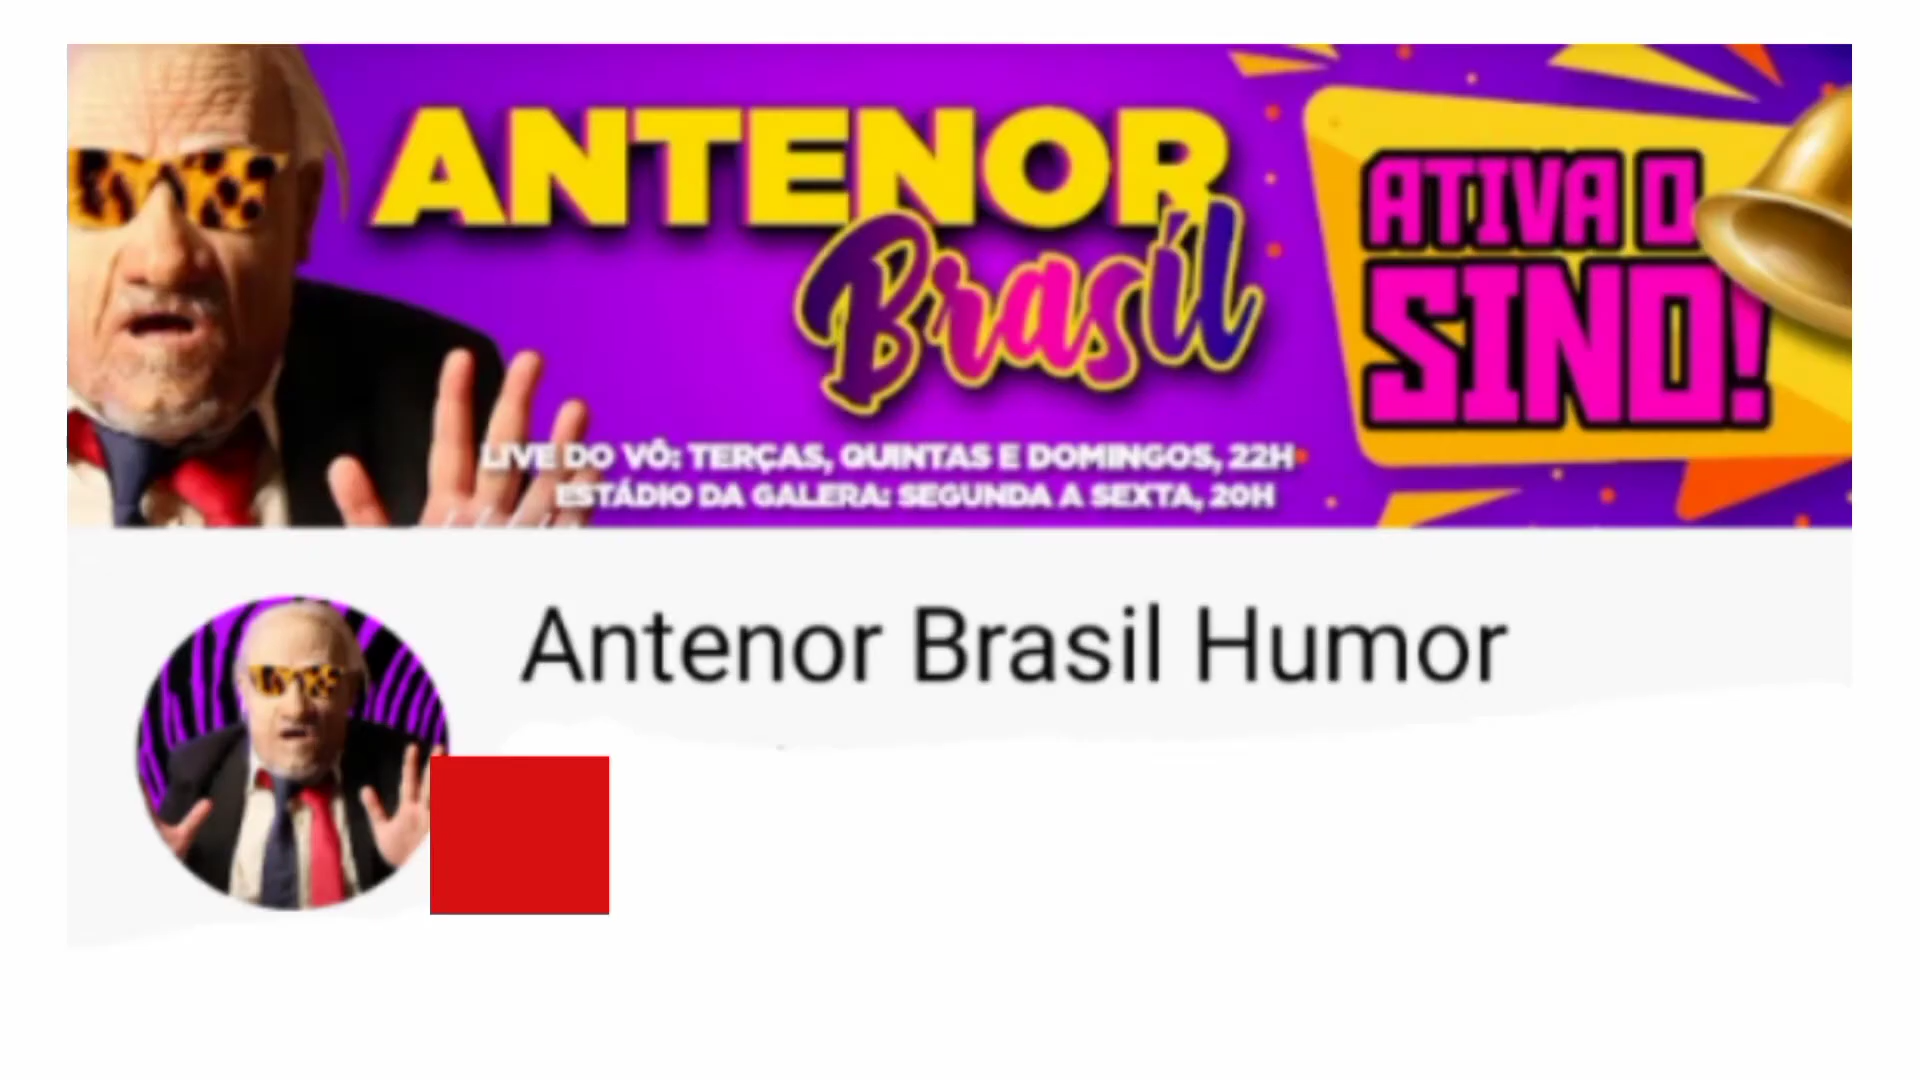 ANTENOR
Brasíl
ATIVA O
SINO!
LIVE DO VÔ: TERÇAS, QUINTAS E DOMINGOS, 22H
ESTÁDIO DA GALERA: SEGUNDA A SEXTA, 20H
Antenor Brasil Humor